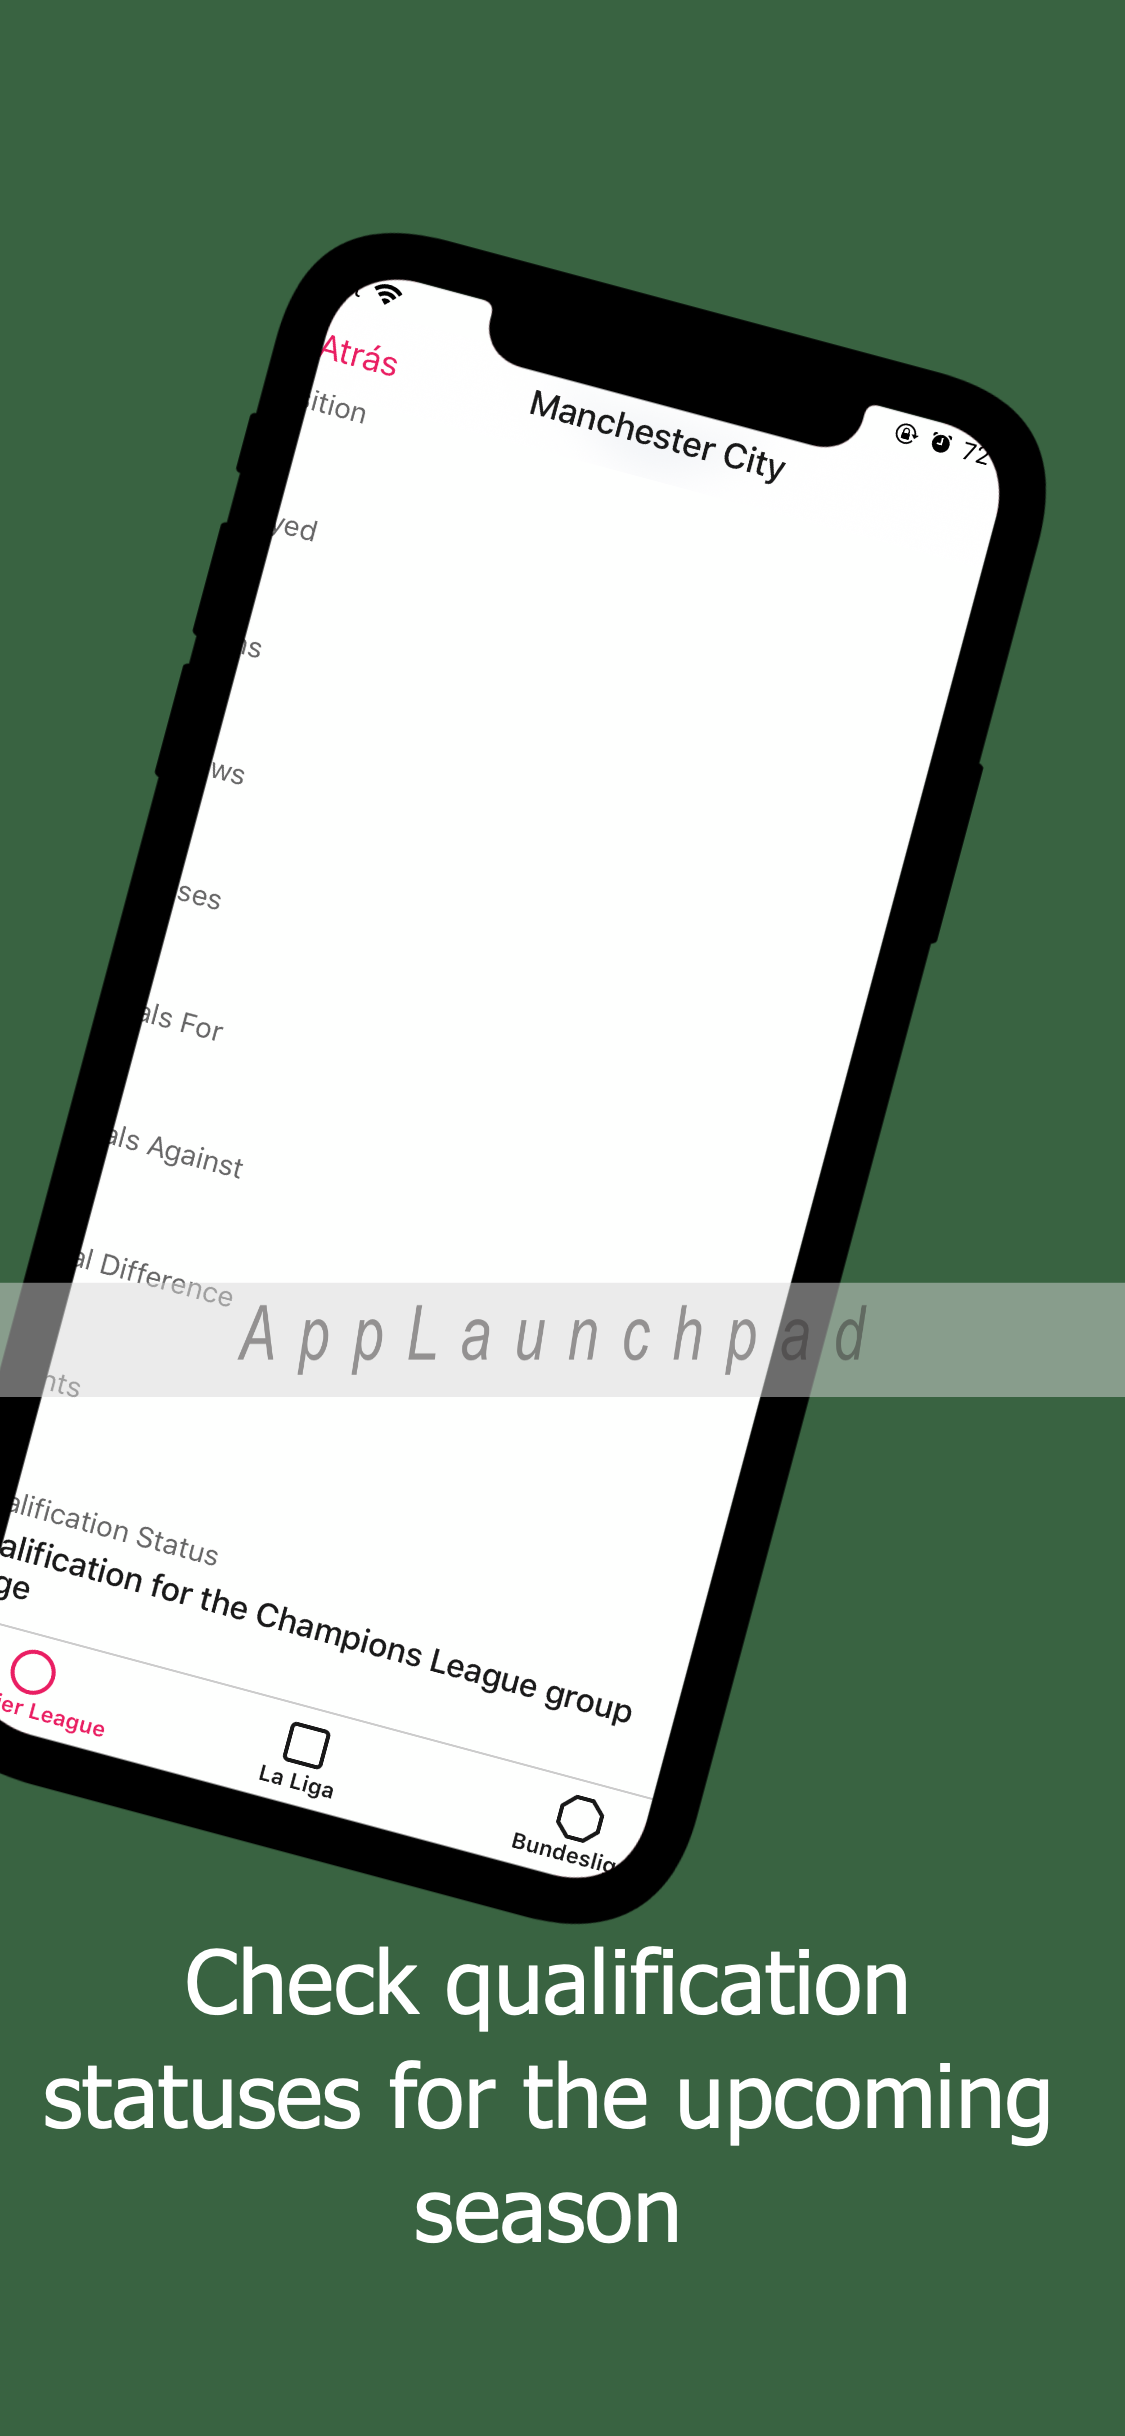 Atrás
Manchester City
72
ition
yed
ns
ws
ses
als For
als Against
al Difference
AppLaunchpad
nts
alification Status
alification for the Champions League group
ge
ier League
La Liga
Bundeslig
Check qualification
statuses for the upcoming
season